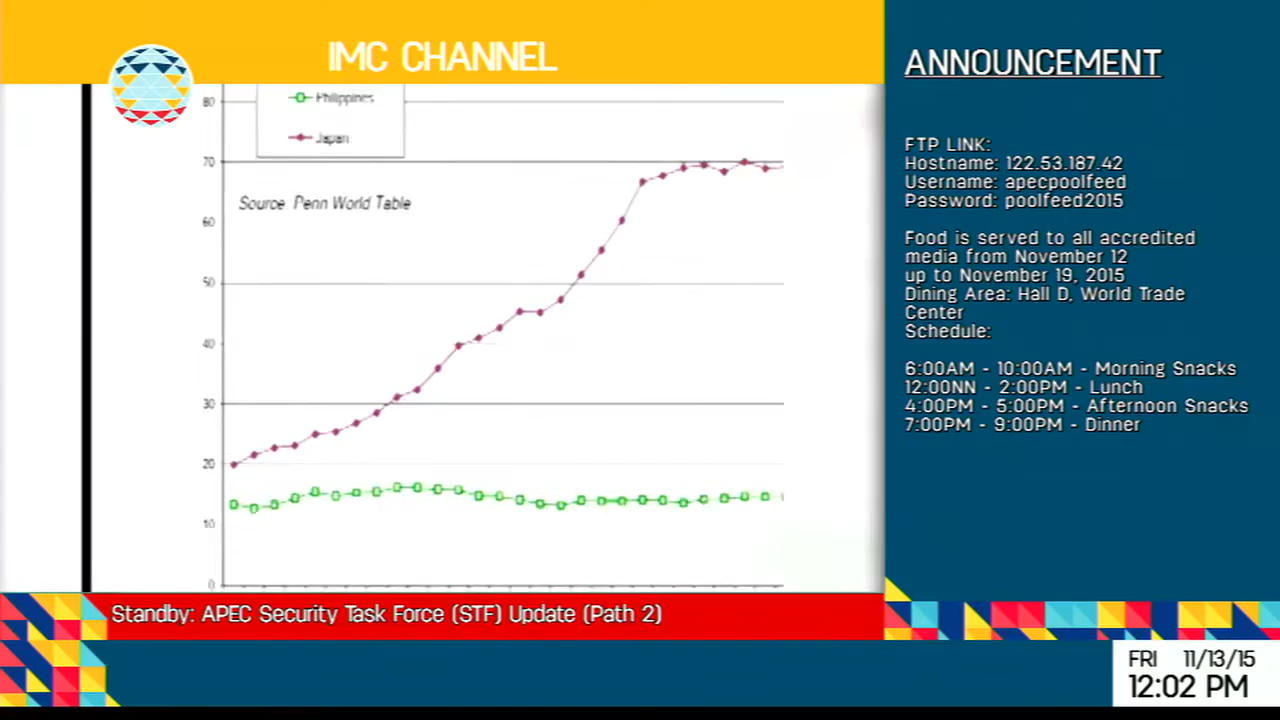 IMC CHANNEL
Philippines
Japan
Source: Penn World Table
80
70
60
50
40
30
20
10
0
Standby: APEC Security Task Force (STF) Update (Path 2)
ANNOUNCEMENT
FTP LINK:
Hostname: 122.53.187.42
Username: apecpoolfeed
Password: poolfeed2015
Food is served to all accredited
media from November 12
up to November 19, 2015
Dining Area: Hall D, World Trade
Center
Schedule:
6:00AM - 10:00AM - Morning Snacks
12:00NN - 2:00PM - Lunch
4:00PM - 5:00PM - Afternoon Snacks
7:00PM - 9:00PM - Dinner
FRI 11/13/15
12:02 PM